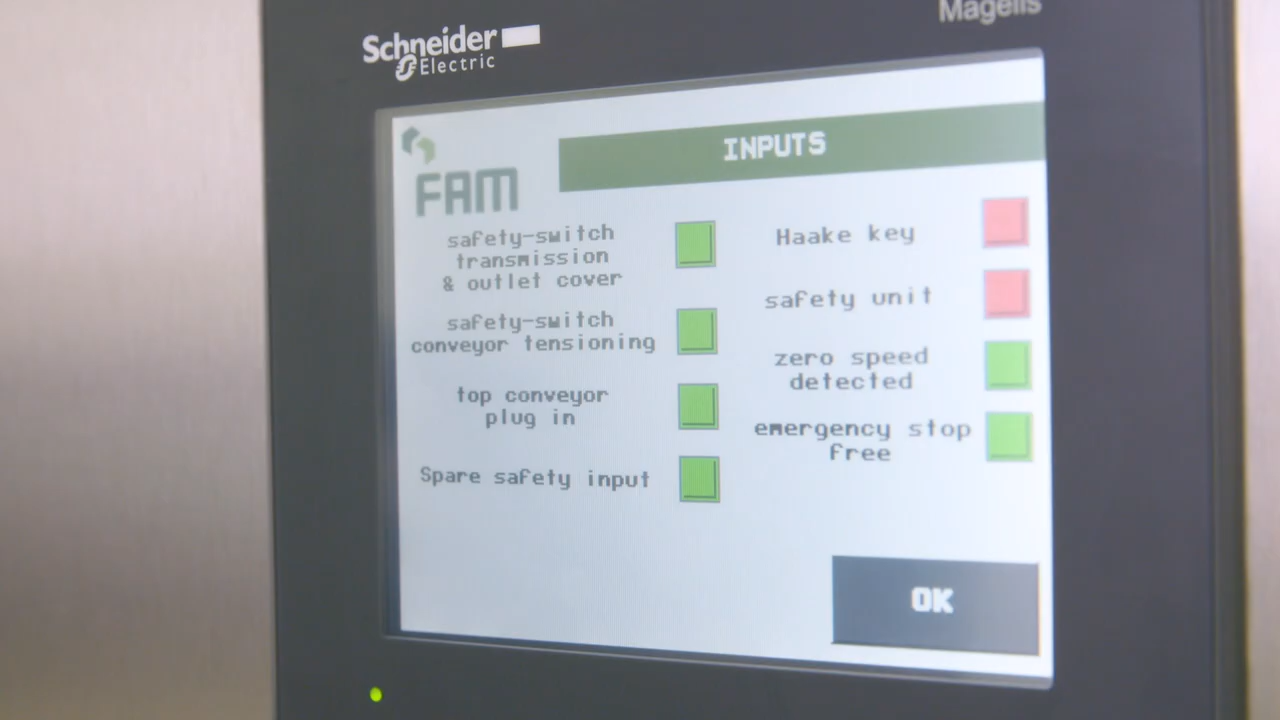 Magelis
Schneider
Electric
FAM
INPUTS
safety-switch
transmission
& outlet cover
safety-switch
conveyor tensioning
top conveyor
plug in
Spare safety input
Haake key
safety unit
zero speed
detected
emergency stop
free
OK